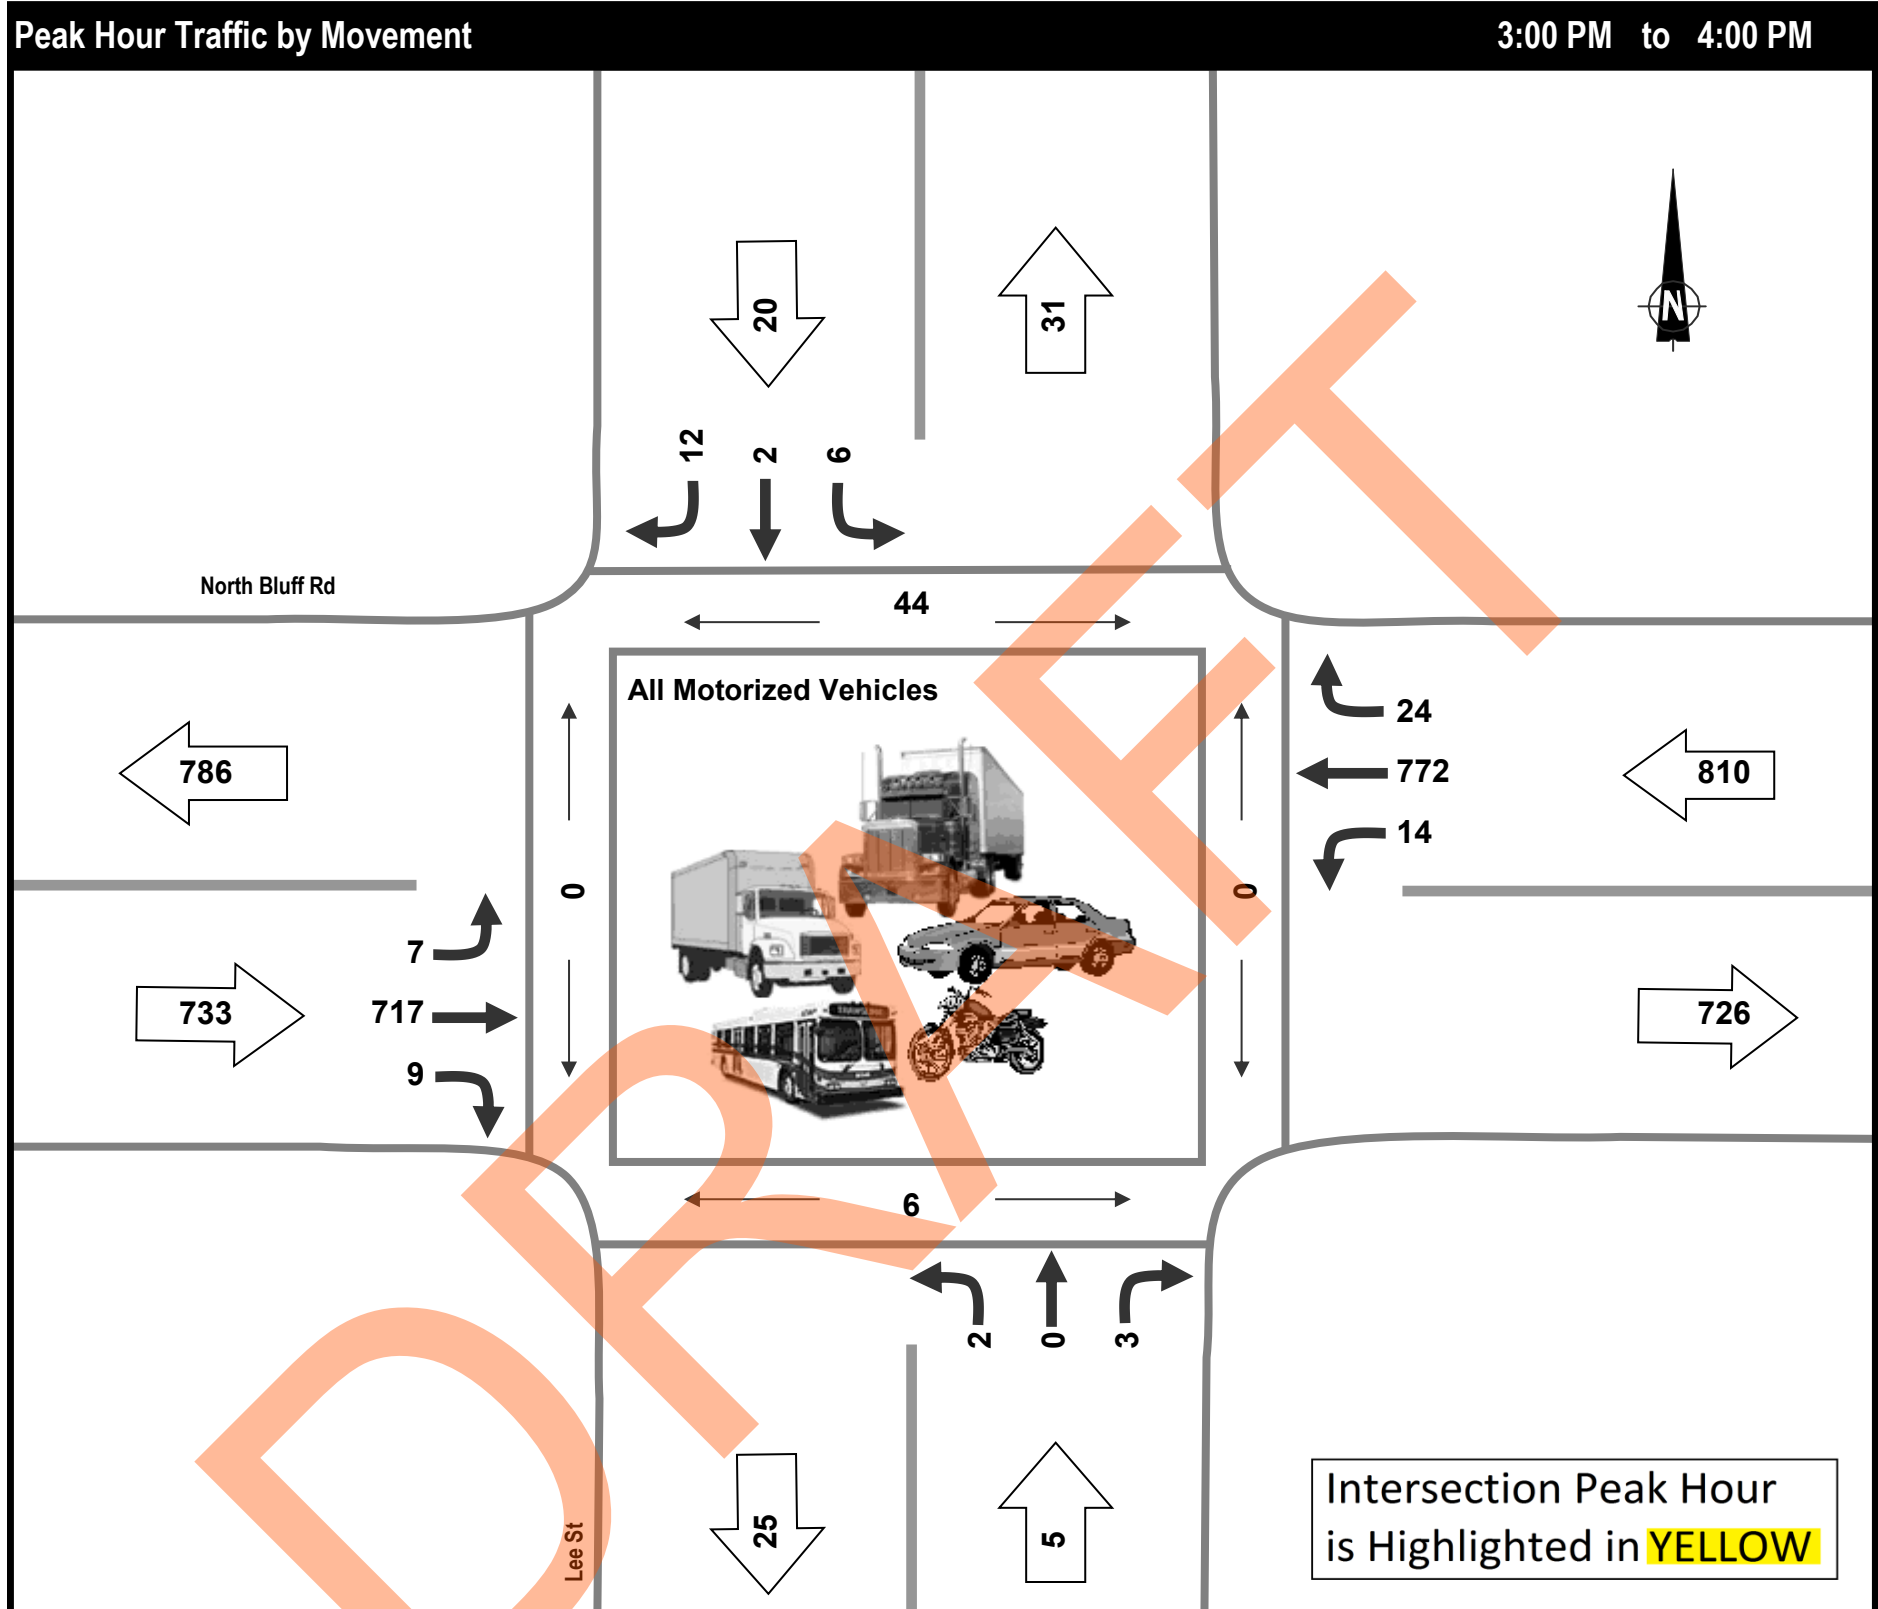 Peak Hour Traffic by Movement 3:00 PM to 4:00 PM
20
31
N
12 2 6
North Bluff Rd
44
All Motorized Vehicles
24
786
772
810
14
0
0
7
733
717
726
9
6
2 0 3
Lee St
25
5
Intersection Peak Hour
is Highlighted in YELLOW
DRAFT